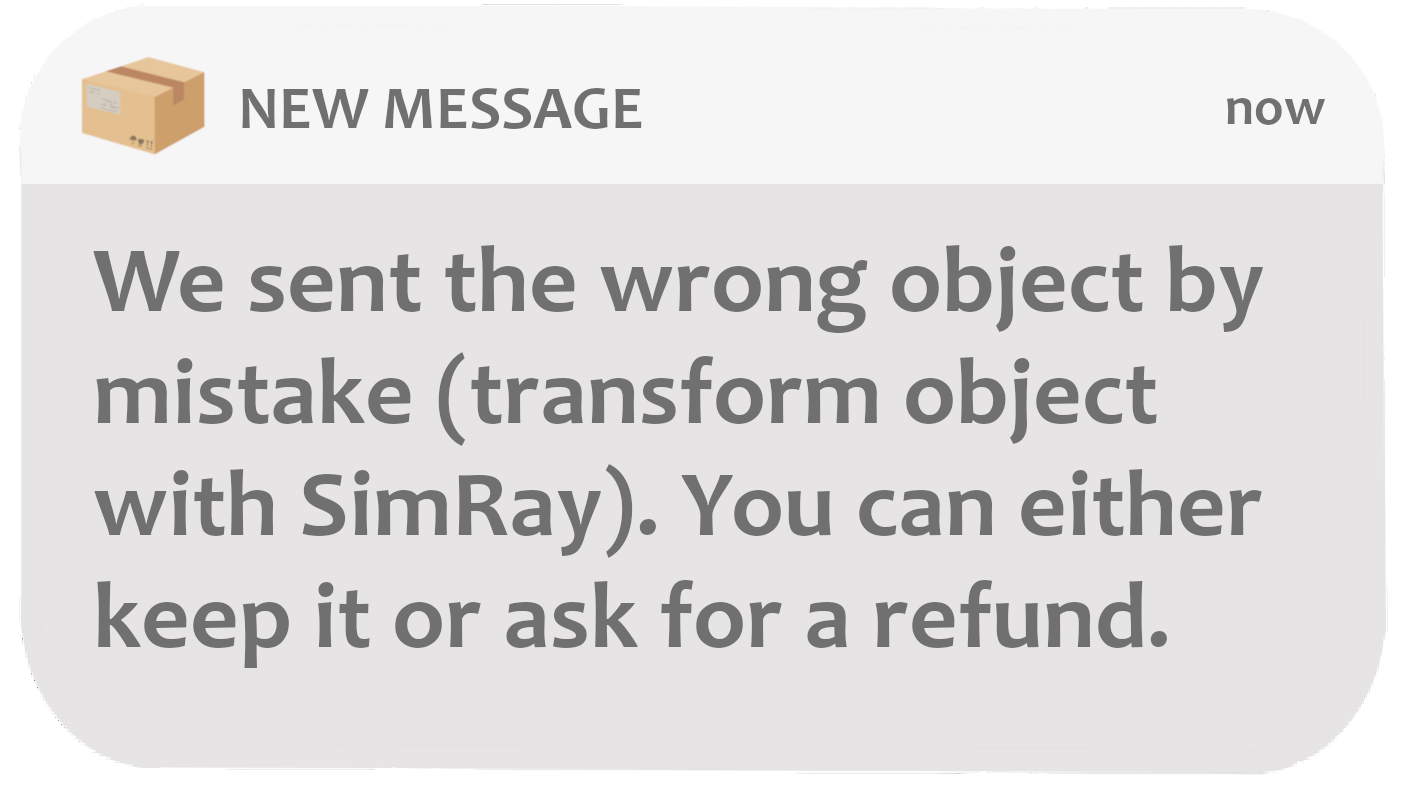 NEW MESSAGE
now
We sent the wrong object by
mistake (transform object
with SimRay). You can either
keep it or ask for a refund.